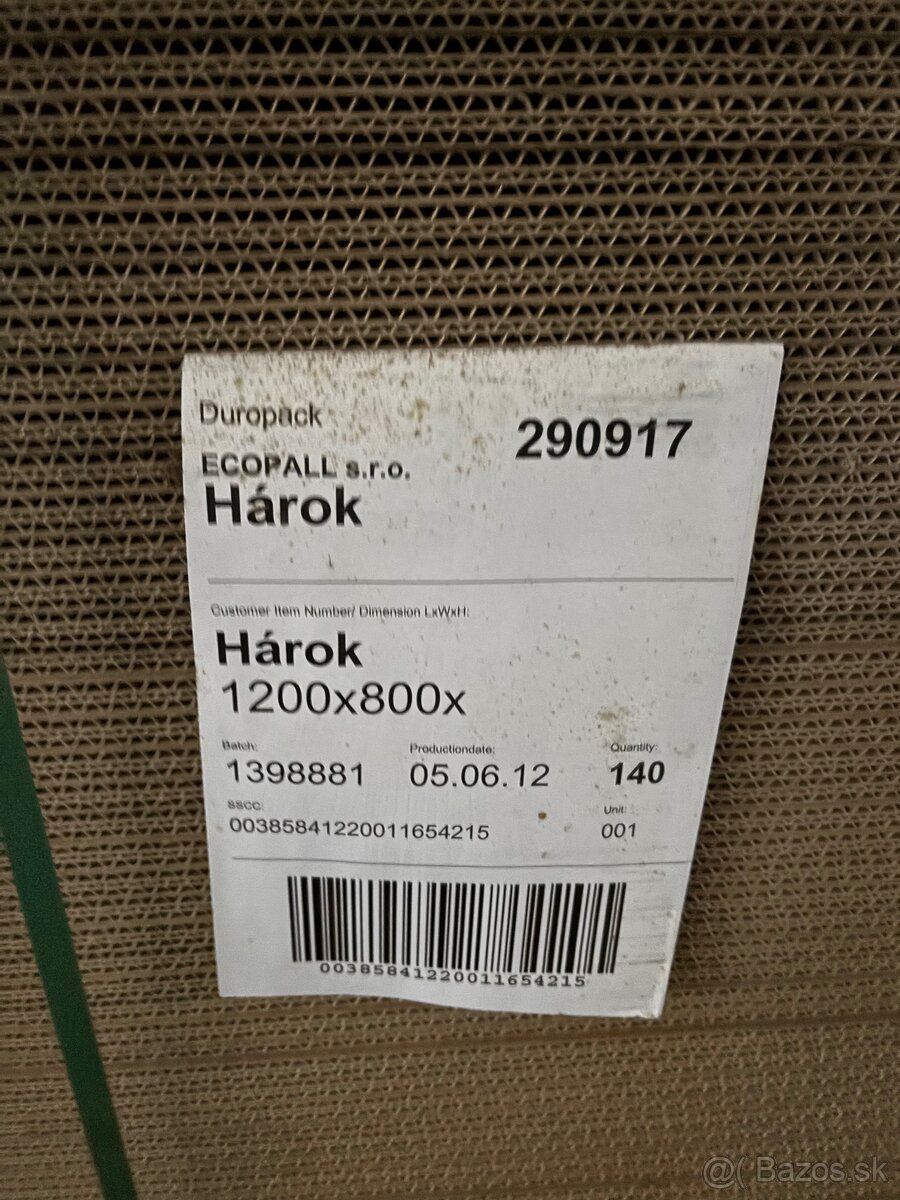 Duropack
290917
ECOPALL s.r.o.
Hárok
Customer Item Number/ Dimension LxWxH:
Hárok
1200x800x
Batch: Productiondate: Quantity:
1398881 05.06.12 140
SSCC: Unit:
00385841220011654215 001
00385841220011654215
@( Bazos.sk